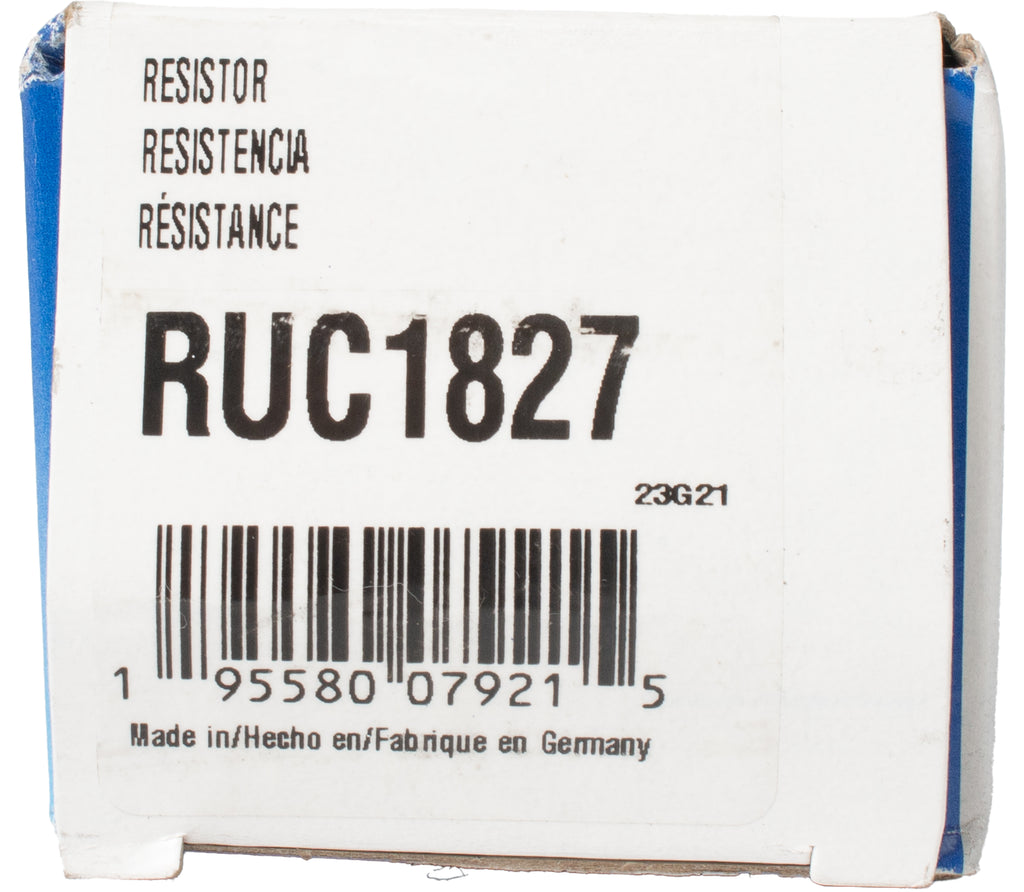 RESISTOR
RESISTENCIA
RÉSISTANCE
RUC1827
23G21
1 95580 07921 5
Made in/Hecho en/Fabrique en Germany